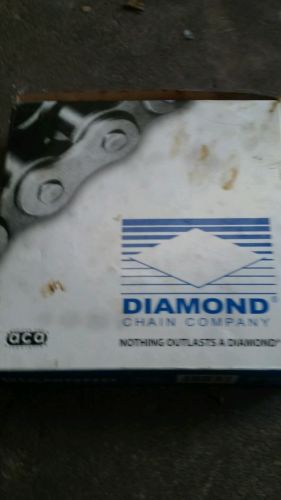 DIAMOND®
CHAIN COMPANY
aca
NOTHING OUTLASTS A DIAMOND!®